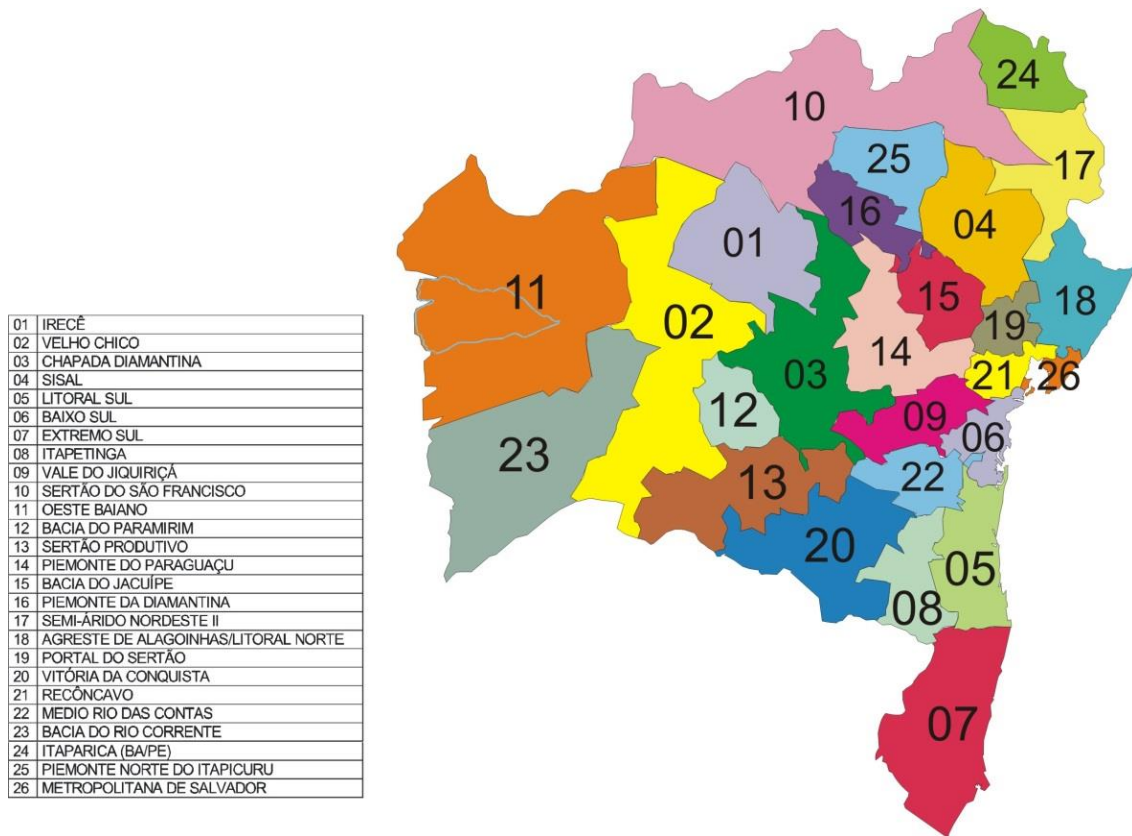 24
10
25
17
16
04
01
11
15
18
02
19
14
03
21
26
12
09
06
23
13
22
20
05
08
07
01 IRECÊ
02 VELHO CHICO
03 CHAPADA DIAMANTINA
04 SISAL
05 LITORAL SUL
06 BAIXO SUL
07 EXTREMO SUL
08 ITAPETINGA
09 VALE DO JIQUIRIÇÁ
10 SERTÃO DO SÃO FRANCISCO
11 OESTE BAIANO
12 BACIA DO PARAMIRIM
13 SERTÃO PRODUTIVO
14 PIEMONTE DO PARAGUAÇU
15 BACIA DO JACUÍPE
16 PIEMONTE DA DIAMANTINA
17 SEMI-ÁRIDO NORDESTE II
18 AGRESTE DE ALAGOINHAS/LITORAL NORTE
19 PORTAL DO SERTÃO
20 VITÓRIA DA CONQUISTA
21 RECÔNCAVO
22 MEDIO RIO DAS CONTAS
23 BACIA DO RIO CORRENTE
24 ITAPARICA (BA/PE)
25 PIEMONTE NORTE DO ITAPICURU
26 METROPOLITANA DE SALVADOR